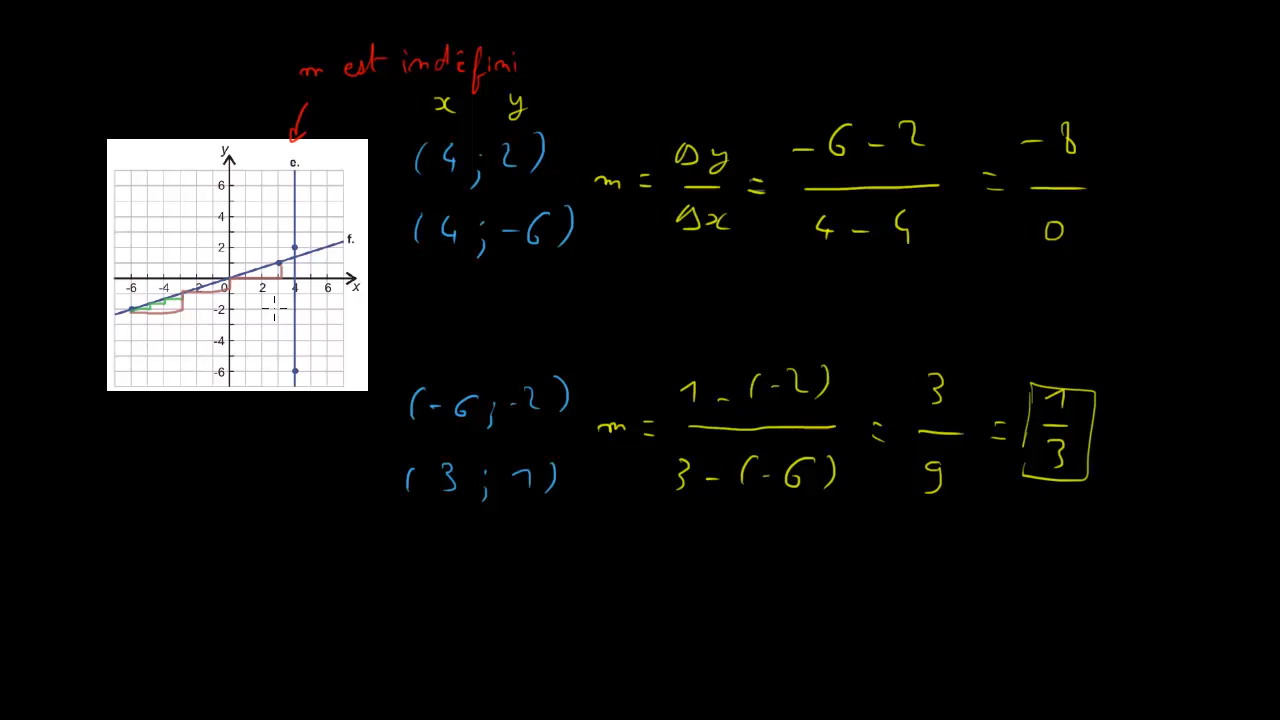 m est indéfini
x y
(4 ; 2)
(4 ; -6)
m = Δy/Δx = (-6 - 2)/(4 - 4) = -8/0
y
e.
6
4
2
f.
-6 -4 -2 0 2 4 6 x
-2
-4
-6
(-6 ; -2)
(3 ; 1)
m = (1 - (-2))/(3 - (-6)) = 3/9 = 1/3